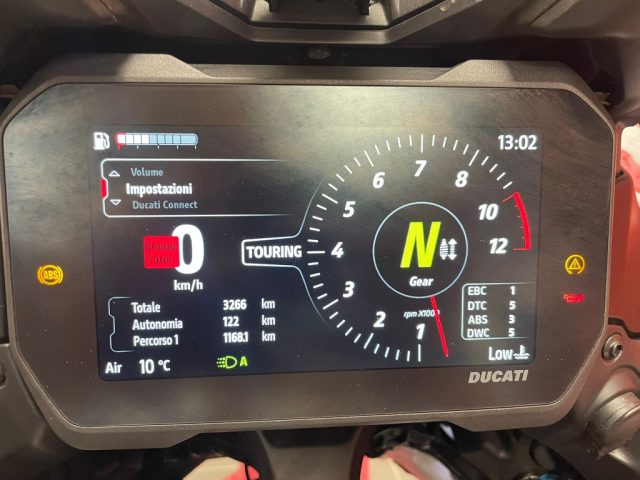 13:02
Volume
Impostazioni
Ducati Connect
0
km/h
TOURING
1
2
3
4
5
6
7
8
10
12
N
Gear
rpm X1000
Totale 3266 km
Autonomia 122 km
Percorso 1 1168.1 km
Air 10 °C
A
EBC 1
DTC 5
ABS 3
DWC 5
Low
DUCATI
ABS